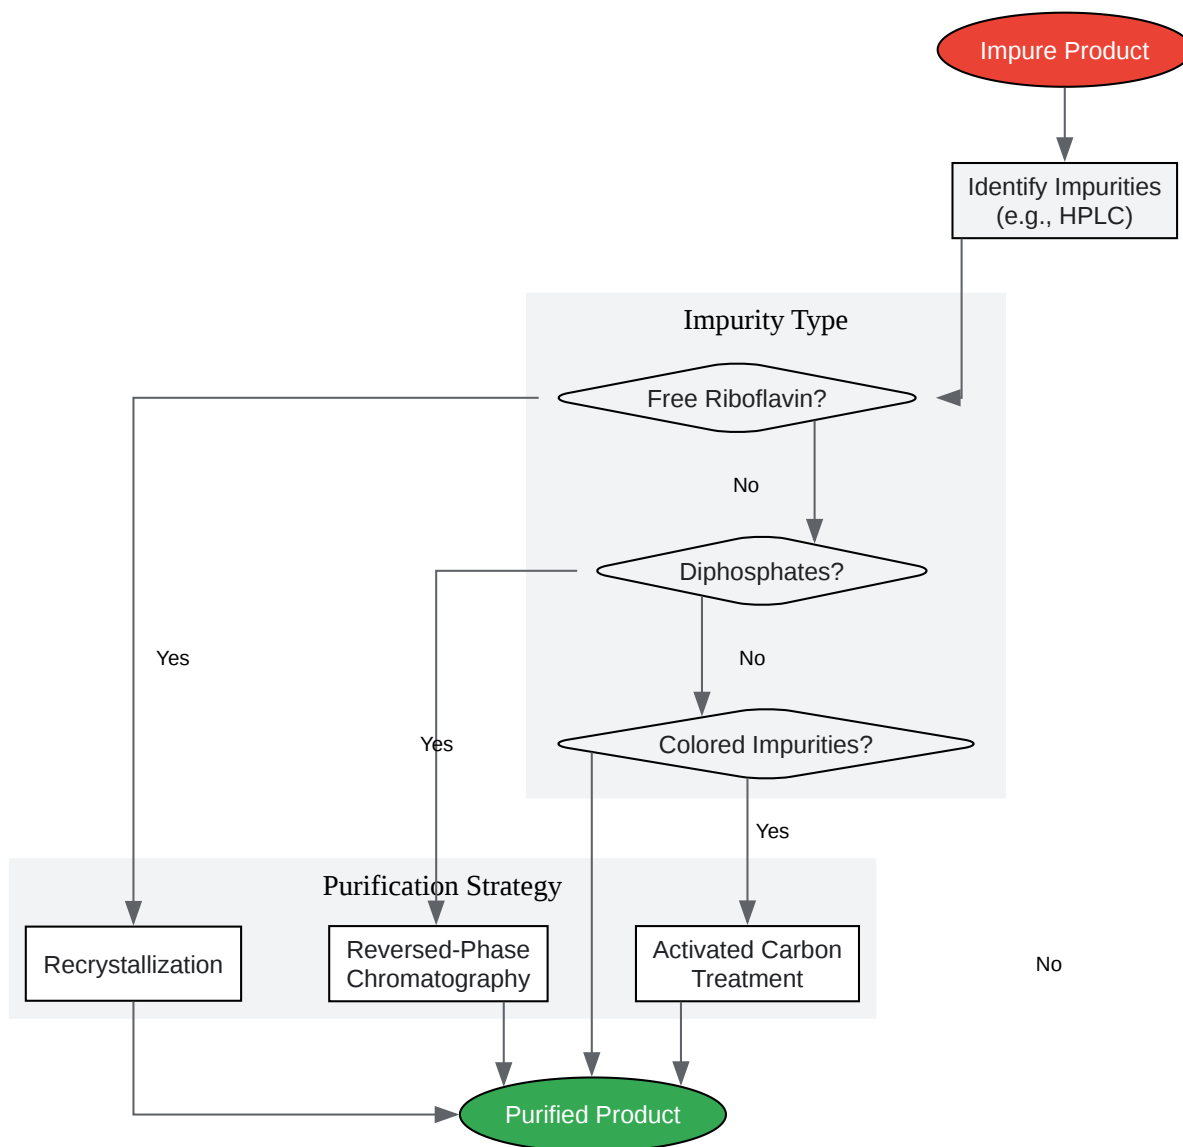 Impure Product
Identify Impurities
(e.g., HPLC)
Impurity Type
Free Riboflavin?
No
Diphosphates?
Yes
No
Yes
Colored Impurities?
Yes
Purification Strategy
Recrystallization
Reversed-Phase
Chromatography
Activated Carbon
Treatment
No
Purified Product